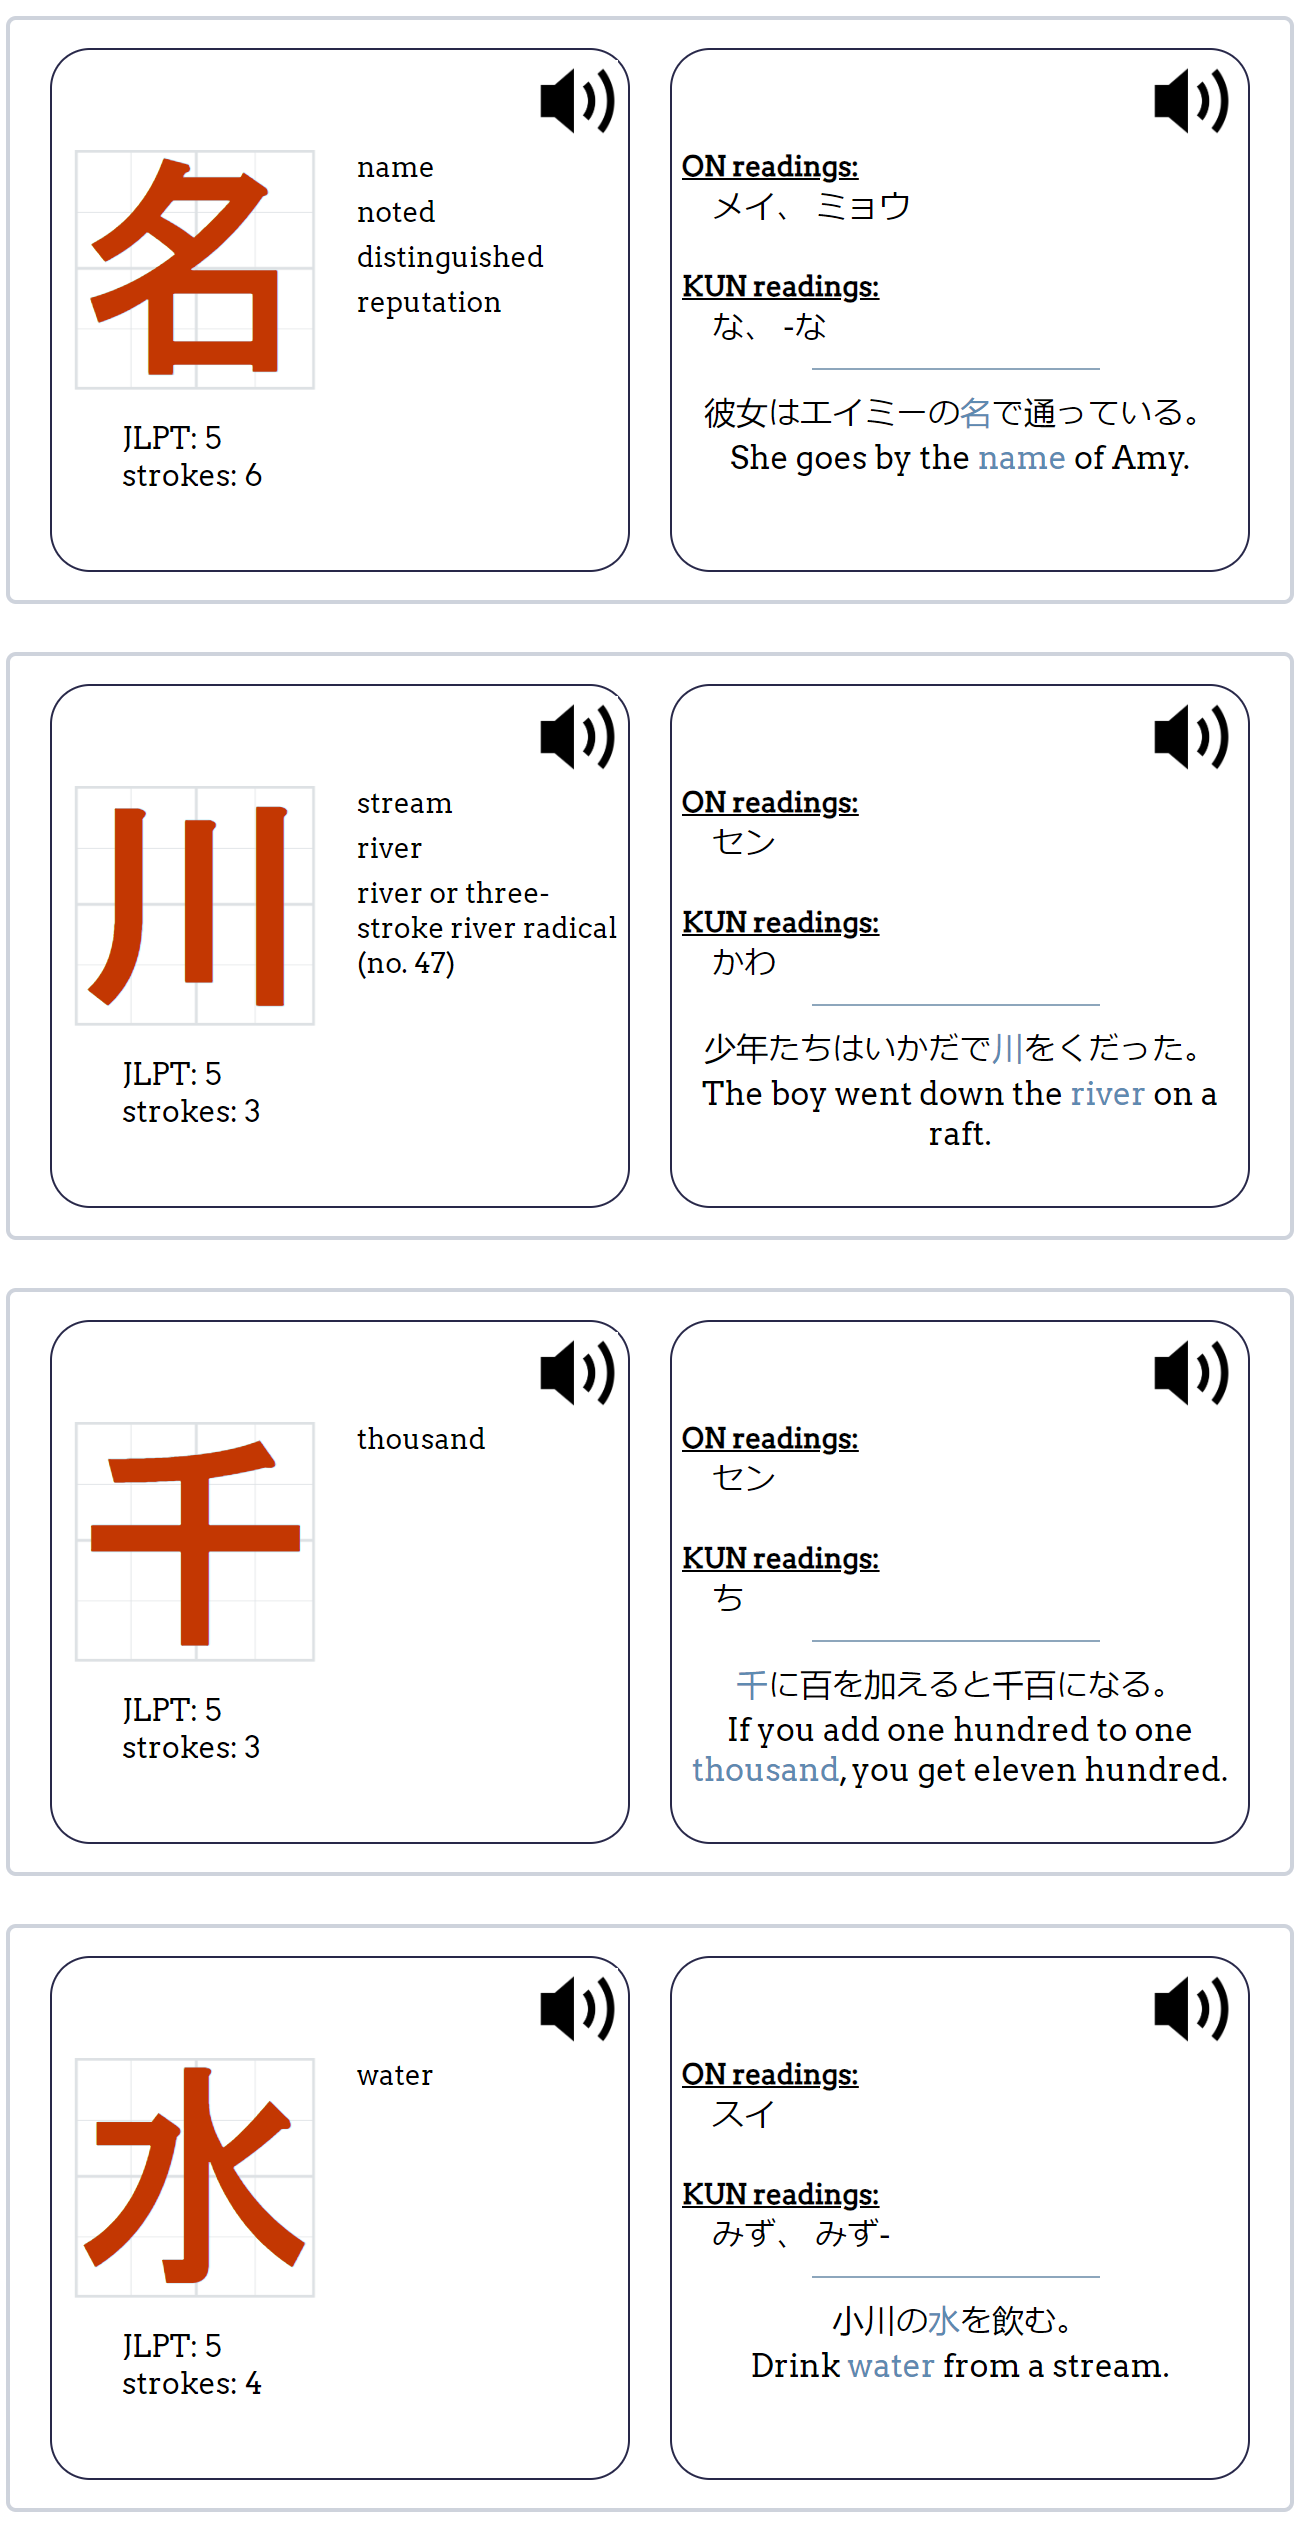 名
name
noted
distinguished
reputation
JLPT: 5
strokes: 6
ON readings:
メイ、 ミョウ
KUN readings:
な、 -な
彼女はエイミーの名で通っている。
She goes by the name of Amy.
川
stream
river
river or three-
stroke river radical
(no. 47)
JLPT: 5
strokes: 3
ON readings:
セン
KUN readings:
かわ
少年たちはいかだで川をくだった。
The boy went down the river on a
raft.
千
thousand
JLPT: 5
strokes: 3
ON readings:
セン
KUN readings:
ち
千に百を加えると千百になる。
If you add one hundred to one
thousand, you get eleven hundred.
水
water
JLPT: 5
strokes: 4
ON readings:
スイ
KUN readings:
みず、 みず-
小川の水を飲む。
Drink water from a stream.